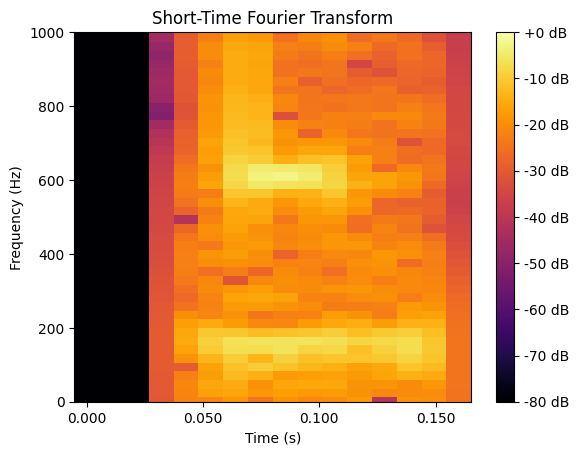 Short-Time Fourier Transform
1000
800
600
400
200
0
Frequency (Hz)
0.000
0.050
0.100
0.150
Time (s)
+0 dB
-10 dB
-20 dB
-30 dB
-40 dB
-50 dB
-60 dB
-70 dB
-80 dB